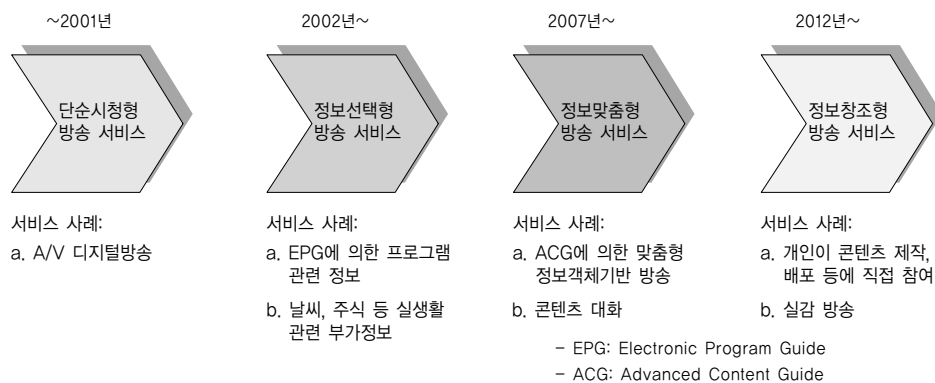 ~2001년
2002년~
2007년~
2012년~
단순시청형
방송 서비스
정보선택형
방송 서비스
정보맞춤형
방송 서비스
정보창조형
방송 서비스
서비스 사례:
a. A/V 디지털방송
서비스 사례:
a. EPG에 의한 프로그램
관련 정보
b. 날씨, 주식 등 실생활
관련 부가정보
서비스 사례:
a. ACG에 의한 맞춤형
정보객체기반 방송
b. 콘텐츠 대화
서비스 사례:
a. 개인이 콘텐츠 제작,
배포 등에 직접 참여
b. 실감 방송
- EPG: Electronic Program Guide
- ACG: Advanced Content Guide